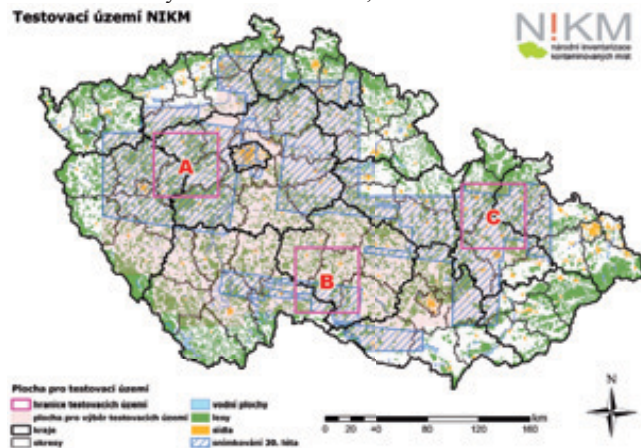 Testovací území NIKM
N!KM
národní inventarizace
kontaminovaných míst
A
B
C
Plocha pro testovací území
hranice testovacích území
plocha pro výběr testovacích území
kraje
okresy
vodní plochy
lesy
sídla
snímkování 20. léta
N
0 20 40 80 120 160
km